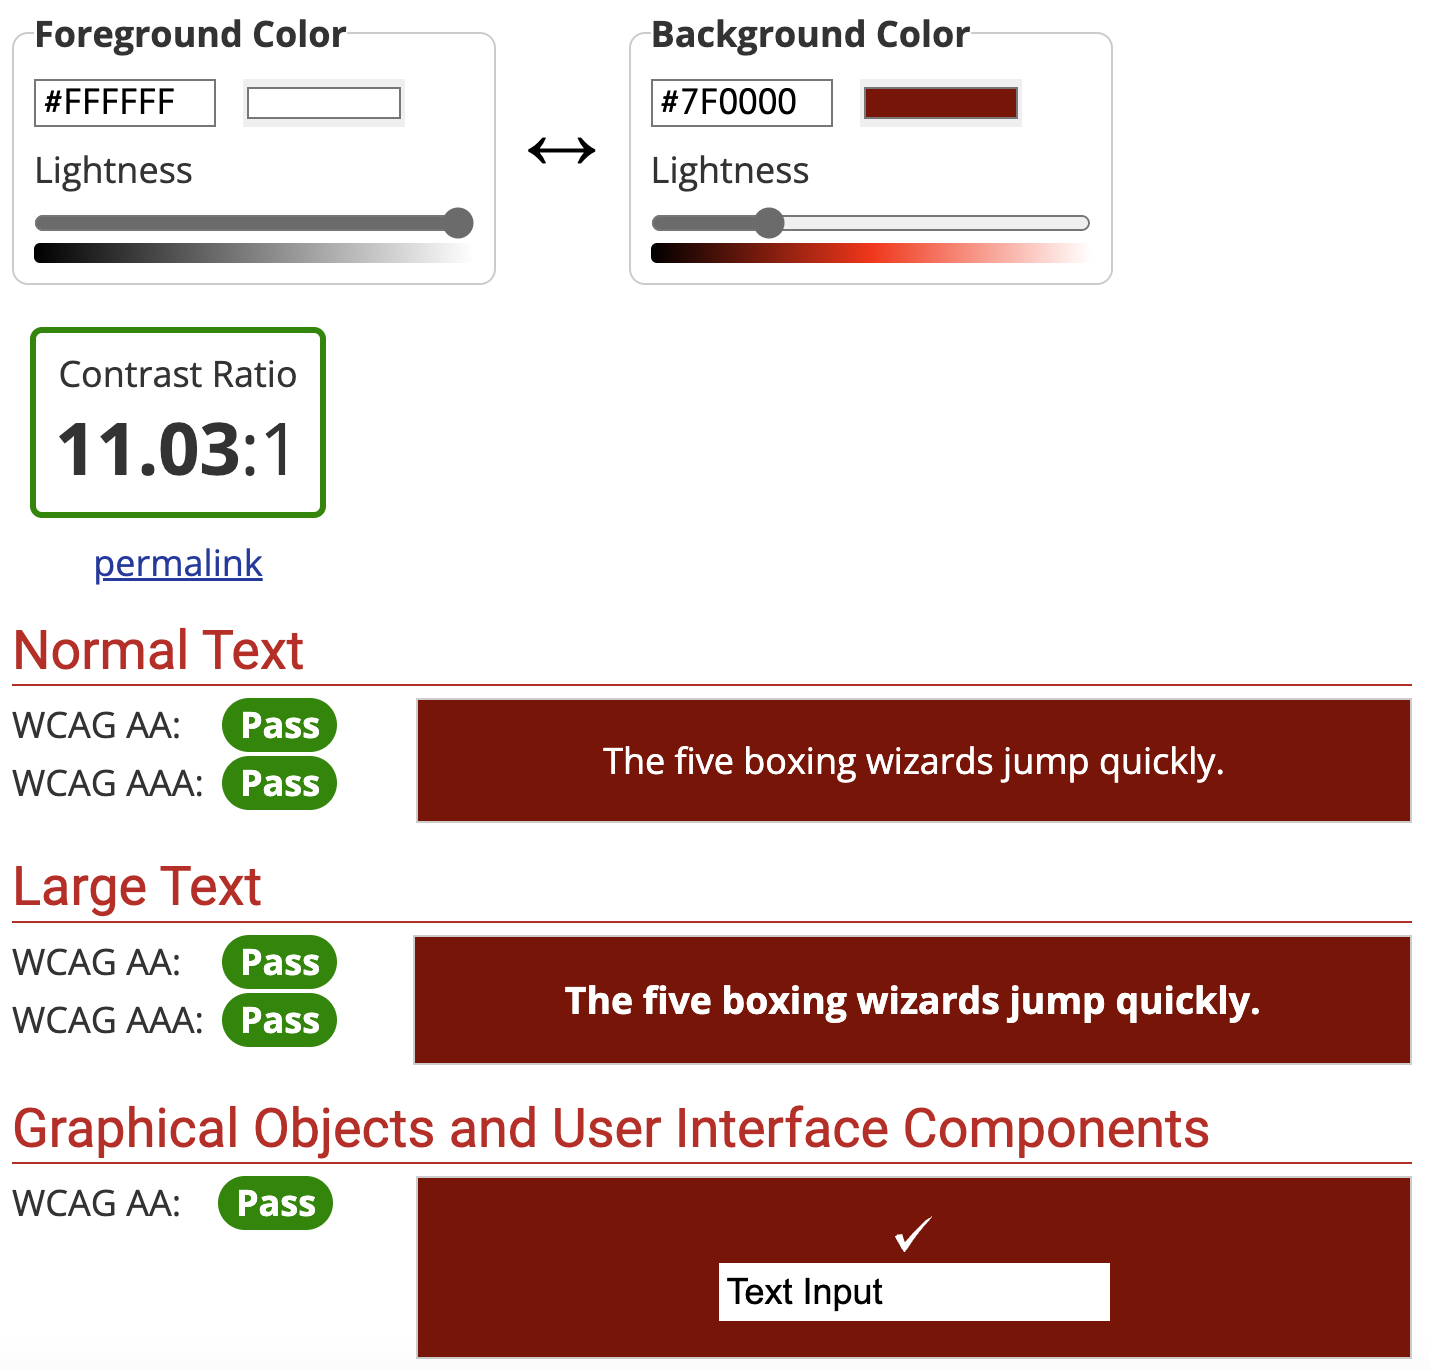 Foreground Color
#FFFFFF
Lightness
Background Color
#7F0000
Lightness
Contrast Ratio
11.03:1
permalink
Normal Text
WCAG AA: Pass
WCAG AAA: Pass
The five boxing wizards jump quickly.
Large Text
WCAG AA: Pass
WCAG AAA: Pass
The five boxing wizards jump quickly.
Graphical Objects and User Interface Components
WCAG AA: Pass
Text Input